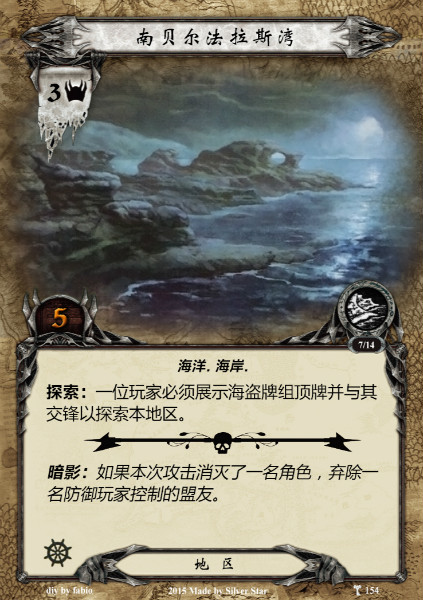 南贝尔法拉斯湾
3
5
7/14
海洋. 海岸.
探索：一位玩家必须展示海盗牌组顶牌并与其
交锋以探索本地区。
暗影：如果本次攻击消灭了一名角色，弃除一
名防御玩家控制的盟友。
地 区
diy by fabio
2015 Made by Silver Star
154